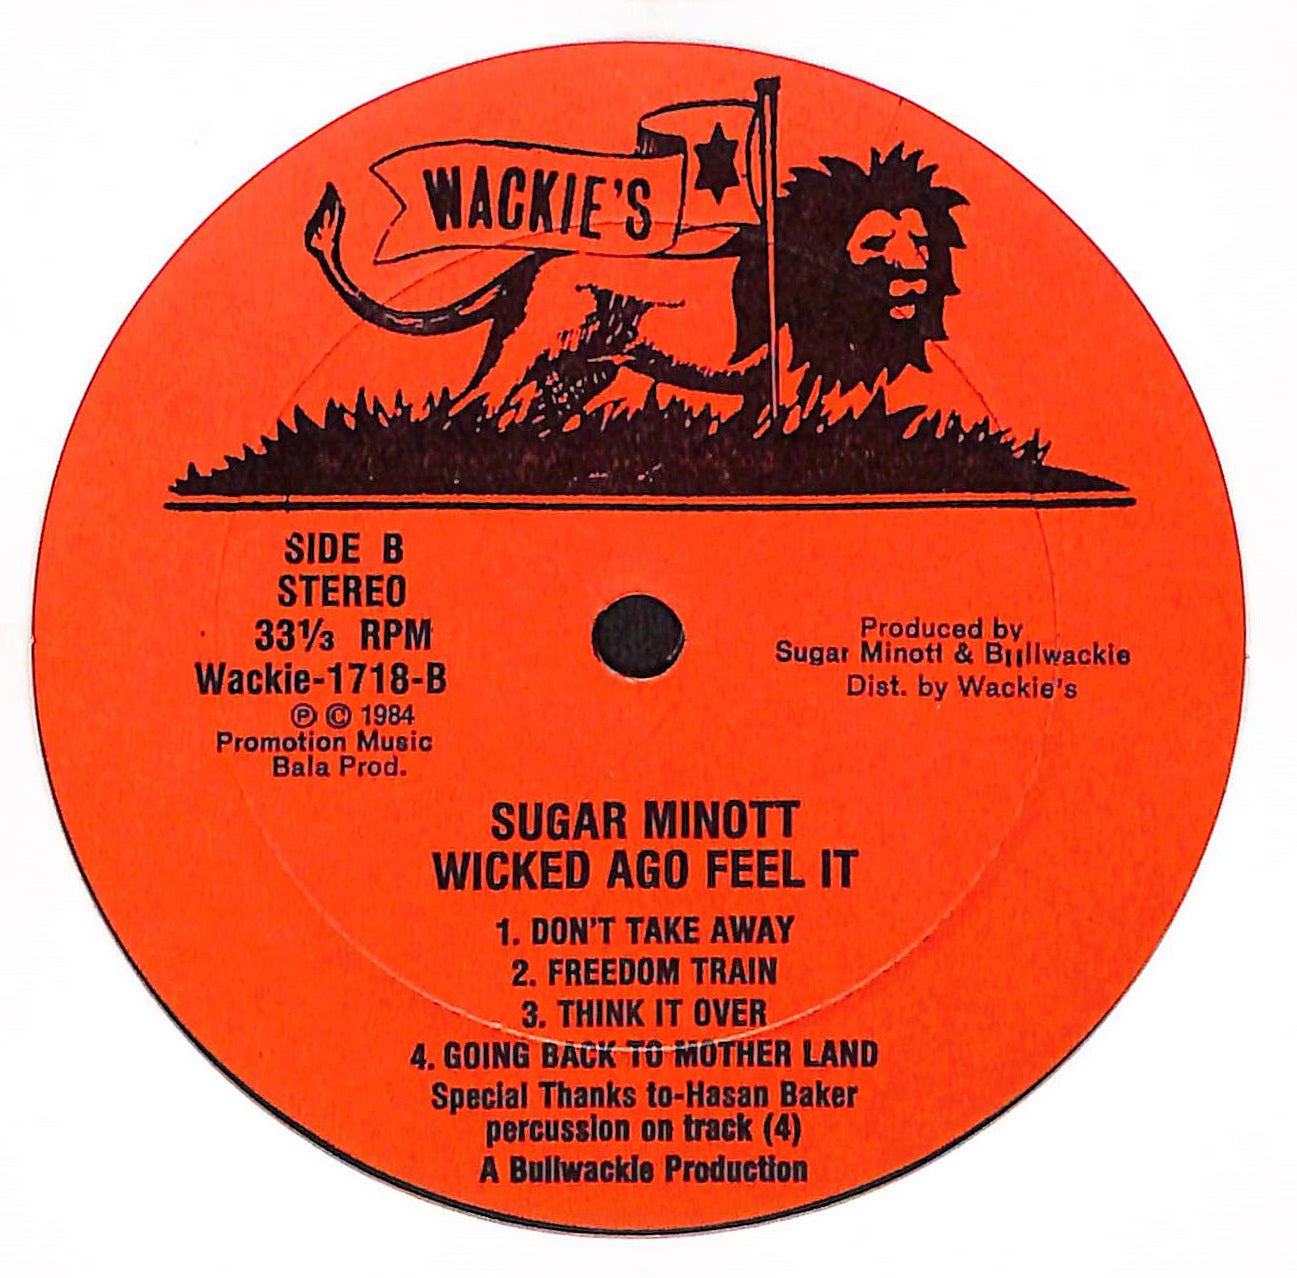 WACKIE'S
SIDE B
STEREO
33⅓ RPM
Wackie-1718-B
℗ © 1984
Promotion Music
Bala Prod.
Produced by
Sugar Minott & Bullwackie
Dist. by Wackie's
SUGAR MINOTT
WICKED AGO FEEL IT
1. DON'T TAKE AWAY
2. FREEDOM TRAIN
3. THINK IT OVER
4. GOING BACK TO MOTHER LAND
Special Thanks to-Hasan Baker
percussion on track (4)
A Bullwackie Production